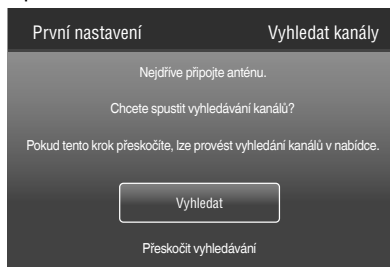 První nastavení Vyhledat kanály
Nejdříve připojte anténu.
Chcete spustit vyhledávání kanálů?
Pokud tento krok přeskočíte, lze provést vyhledání kanálů v nabídce.
Vyhledat
Přeskočit vyhledávání